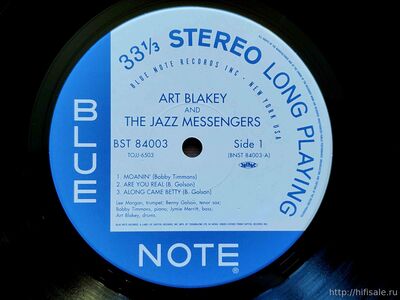 33⅓ STEREO LONG PLAYING
BLUE NOTE RECORDS INC · NEW YORK USA
ART BLAKEY
AND
THE JAZZ MESSENGERS
BST 84003
Side 1
TOJJ-6503
(BNST 84003-A)
1. MOANIN' (Bobby Timmons)
2. ARE YOU REAL (B. Golson)
3. ALONG CAME BETTY (B. Golson)
Lee Morgan, trumpet; Benny Golson, tenor sax;
Bobby Timmons, piano; Jymie Merritt, bass;
Art Blakey, drums.
BLUE
NOTE®
http://hifisale.ru/